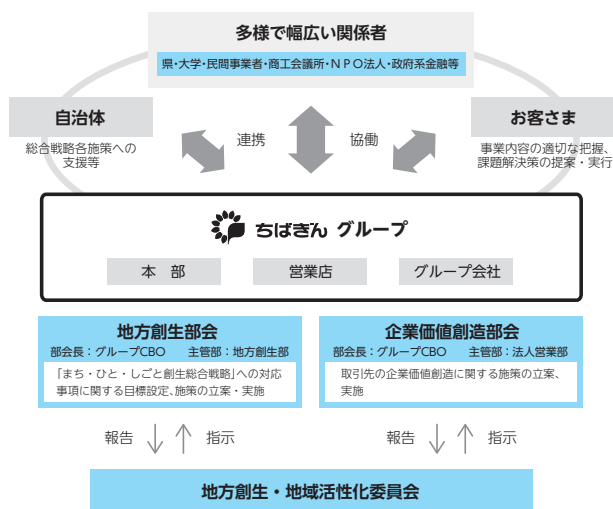 多様で幅広い関係者
県・大学・民間事業者・商工会議所・ＮＰＯ法人・政府系金融等
自治体
総合戦略各施策への
支援等
連携
協働
お客さま
事業内容の適切な把握、
課題解決策の提案・実行
ちばぎん グループ
本　部
営業店
グループ会社
地方創生部会
部会長：グループCBO　主管部：地方創生部
「まち・ひと・しごと創生総合戦略」への対応
事項に関する目標設定、施策の立案・実施
企業価値創造部会
部会長：グループCBO　主管部：法人営業部
取引先の企業価値創造に関する施策の立案、
実施
報告
指示
報告
指示
地方創生・地域活性化委員会